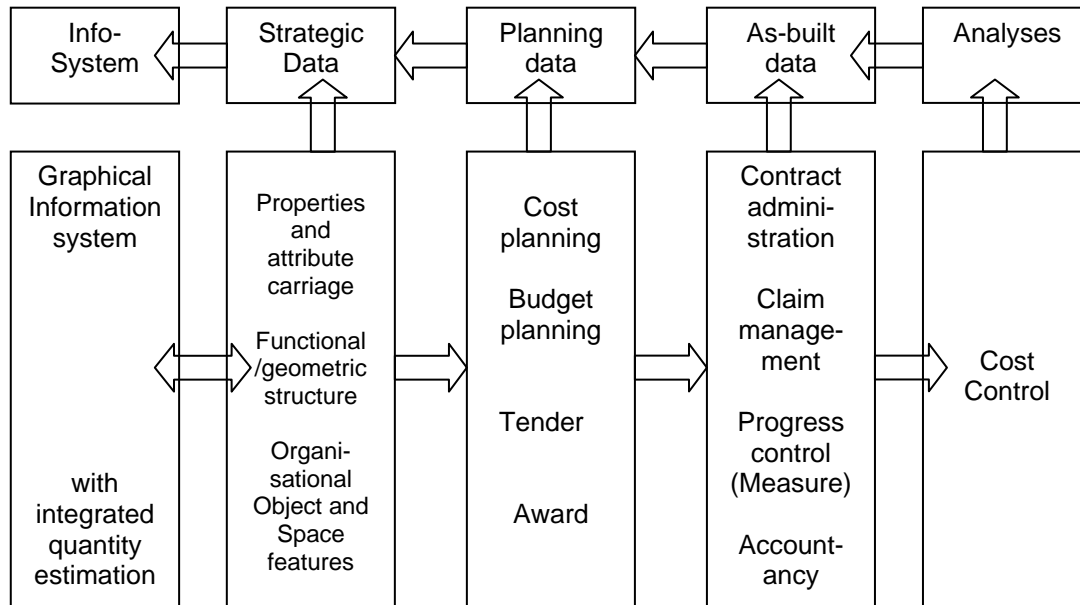 Info-
System
Strategic
Data
Planning
data
As-built
data
Analyses
Graphical
Information
system
with
integrated
quantity
estimation
Properties
and
attribute
carriage
Functional
/geometric
structure
Organi-
sational
Object and
Space
features
Cost
planning
Budget
planning
Tender
Award
Contract
admini-
stration
Claim
manage-
ment
Progress
control
(Measure)
Account-
ancy
Cost
Control